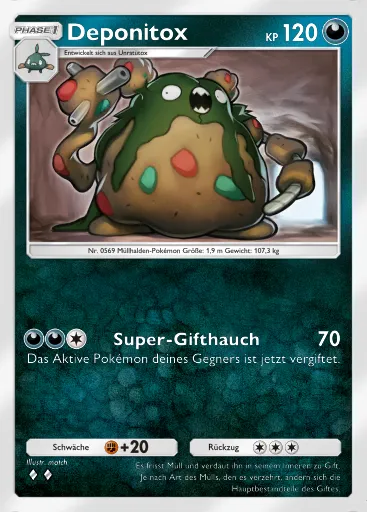 PHASE 1
Deponitox
KP 120
Entwickelt sich aus Unratütox
Nr. 0569 Müllhalden-Pokémon Größe: 1,9 m Gewicht: 107,3 kg
Super-Gifthauch 70
Das Aktive Pokémon deines Gegners ist jetzt vergiftet.
Schwäche +20 Rückzug
Illustr. match
Es frisst Müll und verdaut ihn in seinem Inneren zu Gift.
Je nach Art des Mülls, den es verzehrt, ändern sich die
Hauptbestandteile des Giftes.